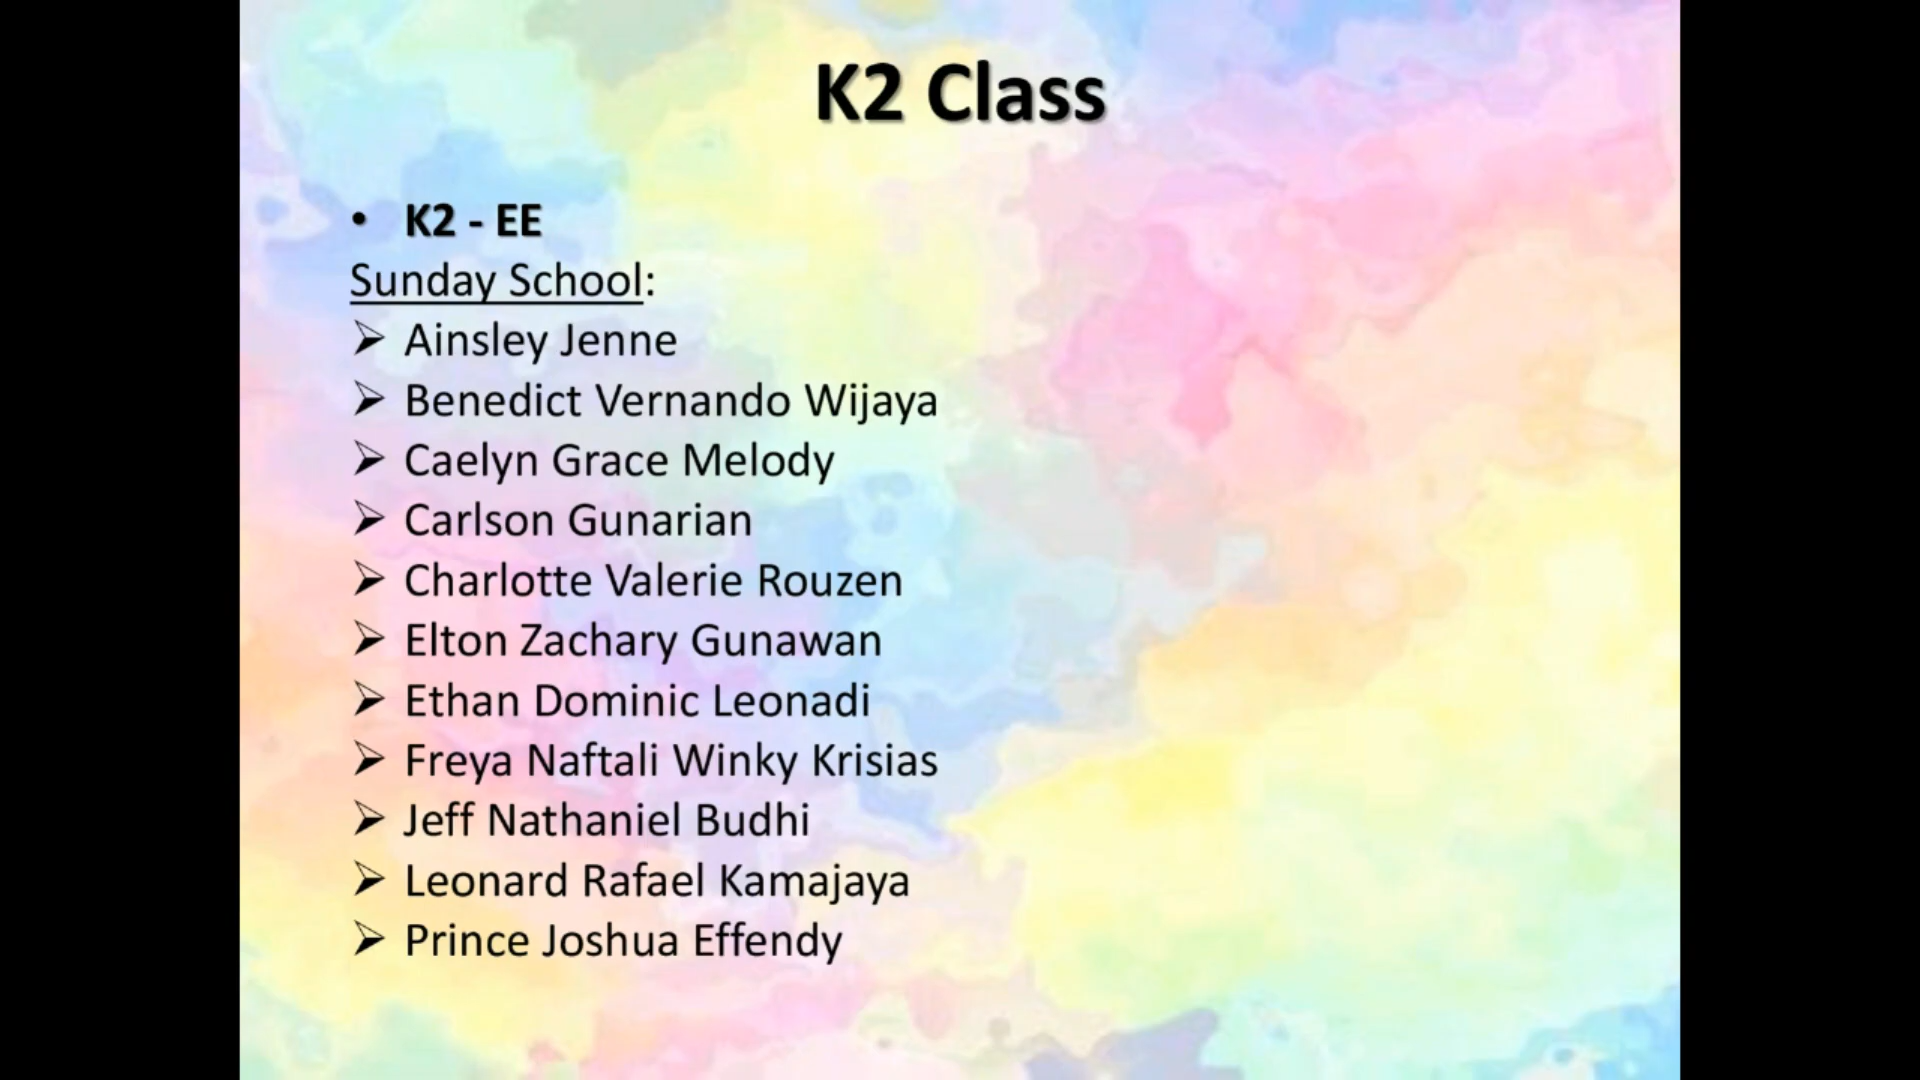 K2 Class
• K2 - EE
Sunday School:
➢ Ainsley Jenne
➢ Benedict Vernando Wijaya
➢ Caelyn Grace Melody
➢ Carlson Gunarian
➢ Charlotte Valerie Rouzen
➢ Elton Zachary Gunawan
➢ Ethan Dominic Leonadi
➢ Freya Naftali Winky Krisias
➢ Jeff Nathaniel Budhi
➢ Leonard Rafael Kamajaya
➢ Prince Joshua Effendy